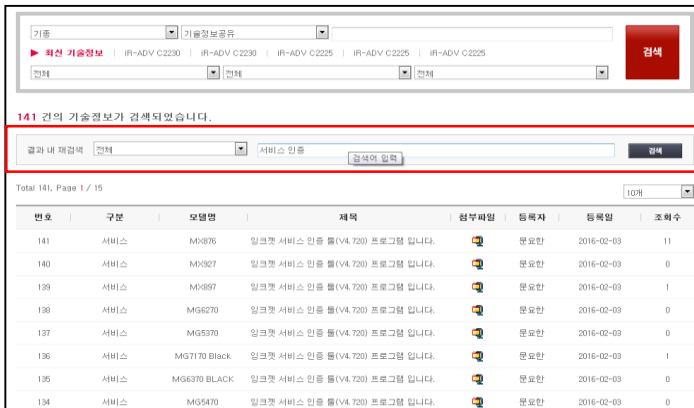 기종 기술정보공유
▶ 최신 기술정보 | iR-ADV C2230 | iR-ADV C2230 | iR-ADV C2225 | iR-ADV C2225 | iR-ADV C2225
검색
전체 전체 전체
141 건의 기술정보가 검색되었습니다.
결과 내 재검색 전체 서비스 인증 검색
검색어 입력
Total 141, Page 1 / 15
10개
번호 구분 모델명 제목 첨부파일 등록자 등록일 조회수
141 서비스 MX876 잉크젯 서비스 인증 툴(V4.720) 프로그램 입니다. 문요한 2016-02-03 11
140 서비스 MX927 잉크젯 서비스 인증 툴(V4.720) 프로그램 입니다. 문요한 2016-02-03 0
139 서비스 MX897 잉크젯 서비스 인증 툴(V4.720) 프로그램 입니다. 문요한 2016-02-03 1
138 서비스 MG6270 잉크젯 서비스 인증 툴(V4.720) 프로그램 입니다. 문요한 2016-02-03 0
137 서비스 MG5370 잉크젯 서비스 인증 툴(V4.720) 프로그램 입니다. 문요한 2016-02-03 0
136 서비스 MG7170 Black 잉크젯 서비스 인증 툴(V4.720) 프로그램 입니다. 문요한 2016-02-03 1
135 서비스 MG6370 BLACK 잉크젯 서비스 인증 툴(V4.720) 프로그램 입니다. 문요한 2016-02-03 0
134 서비스 MG5470 잉크젯 서비스 인증 툴(V4.720) 프로그램 입니다. 문요한 2016-02-03 0